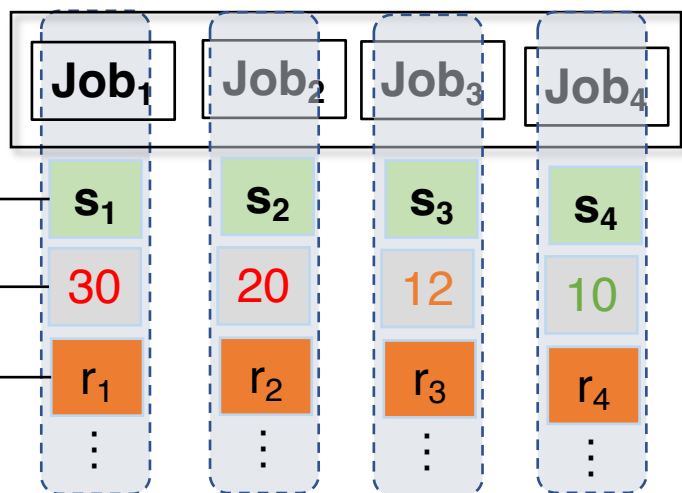 Job₁ Job₂ Job₃ Job₄
s₁ s₂ s₃ s₄
30 20 12 10
r₁ r₂ r₃ r₄
⋮ ⋮ ⋮ ⋮